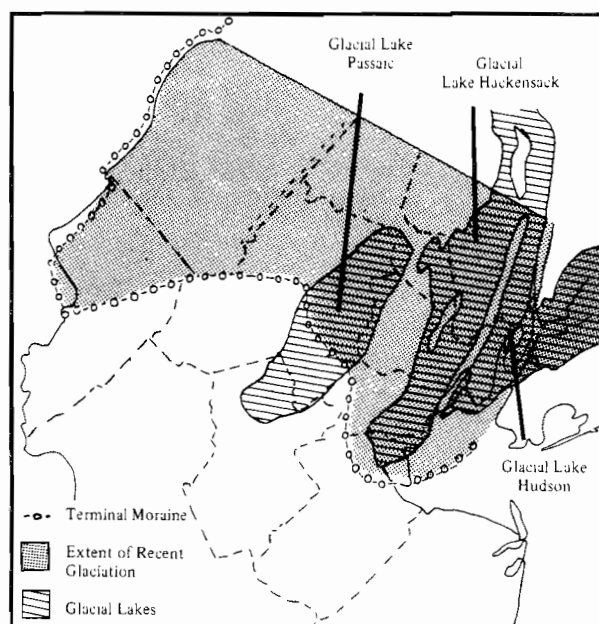 Glacial Lake
Passaic
Glacial
Lake Hackensack
Glacial Lake
Hudson
Terminal Moraine
Extent of Recent
Glaciation
Glacial Lakes